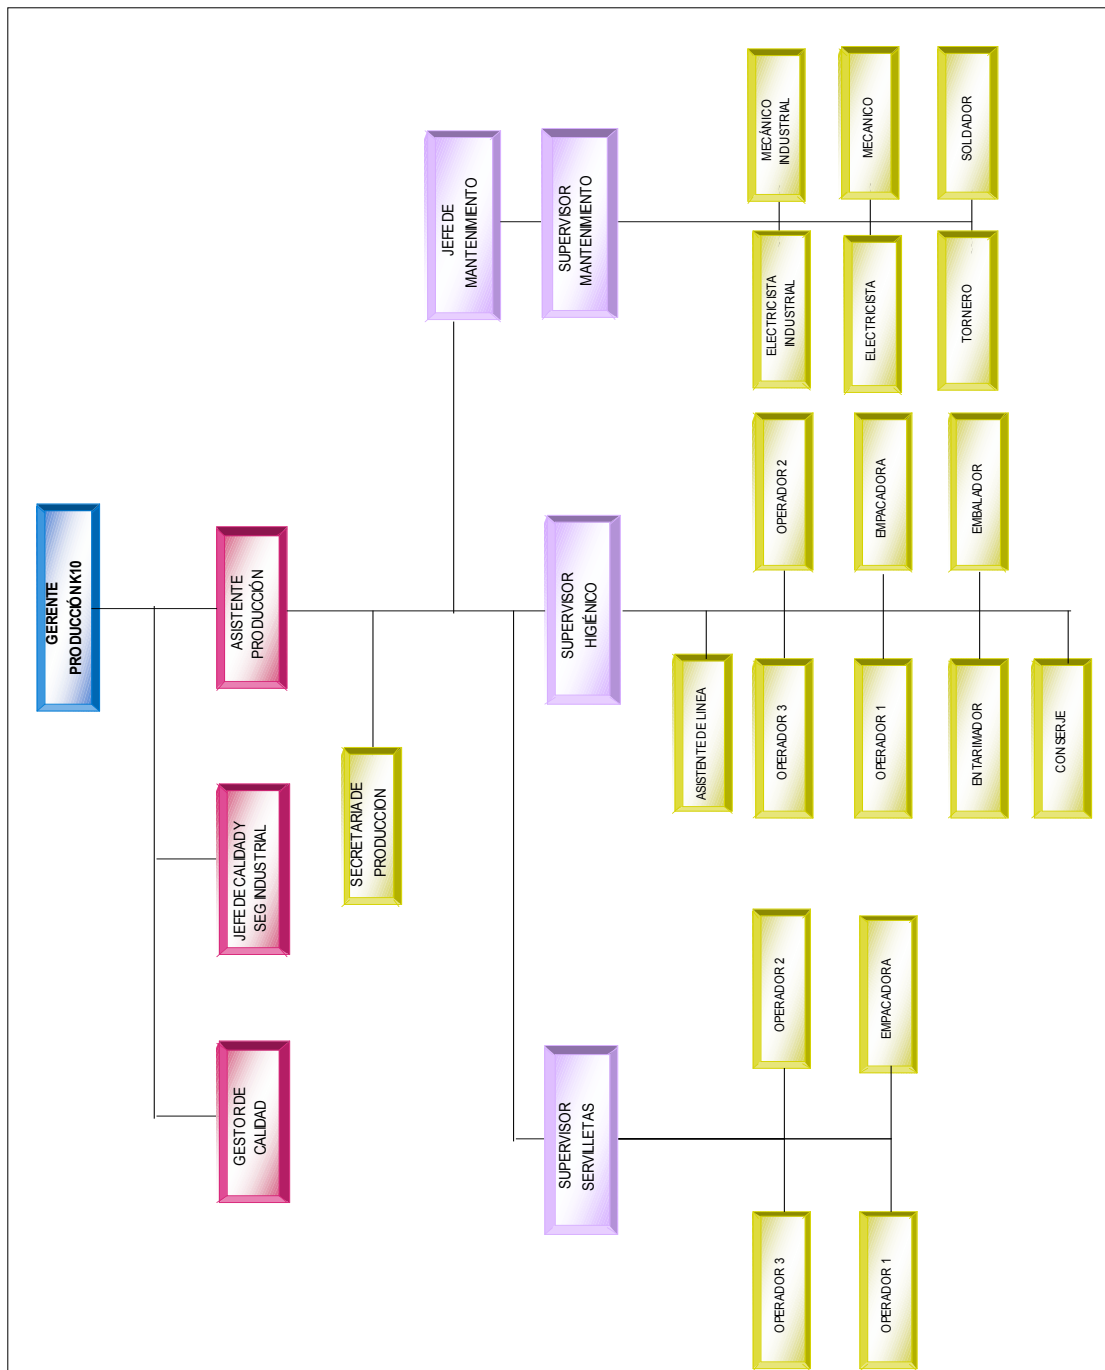 GERENTE
PRODUCCIÓN K10
GESTOR DE
CALIDAD
JEFE DE CALIDAD Y
SEG INDUSTRIAL
ASISTENTE
PRODUCCIÓN
SECRETARIA DE
PRODUCCION
JEFE DE
MANTENIMIENTO
SUPERVISOR
SERVILLETAS
SUPERVISOR
HIGIÉNICO
SUPERVISOR
MANTENIMIENTO
ASISTENTE DE LINEA
OPERADOR 3
OPERADOR 2
OPERADOR 3
OPERADOR 2
ELECTRICISTA
INDUSTRIAL
MECÁNICO
INDUSTRIAL
OPERADOR 1
EMPACADORA
OPERADOR 1
EMPACADORA
ELECTRICISTA
MECANICO
ENTARIMADOR
EMBALADOR
TORNERO
SOLDADOR
CONSERJE